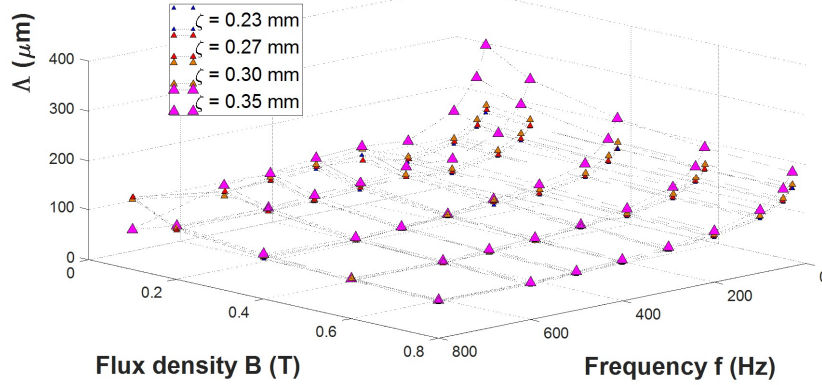 ζ = 0.23 mm
ζ = 0.27 mm
ζ = 0.30 mm
ζ = 0.35 mm
Λ (μm)
400
300
200
100
0
0
0.2
0.4
0.6
0.8
800
600
400
200
0
Flux density B (T)
Frequency f (Hz)